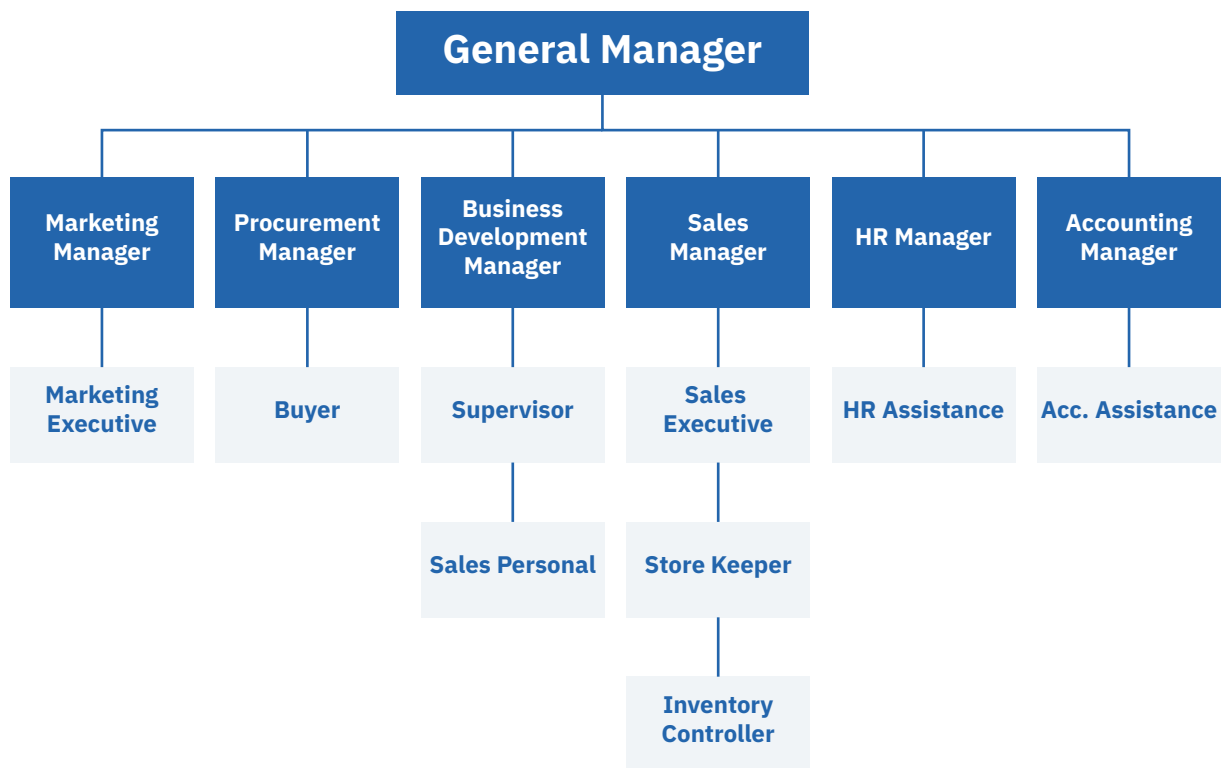 General Manager
Marketing
Manager
Procurement
Manager
Business
Development
Manager
Sales
Manager
HR Manager
Accounting
Manager
Marketing
Executive
Buyer
Supervisor
Sales
Executive
HR Assistance
Acc. Assistance
Sales Personal
Store Keeper
Inventory
Controller